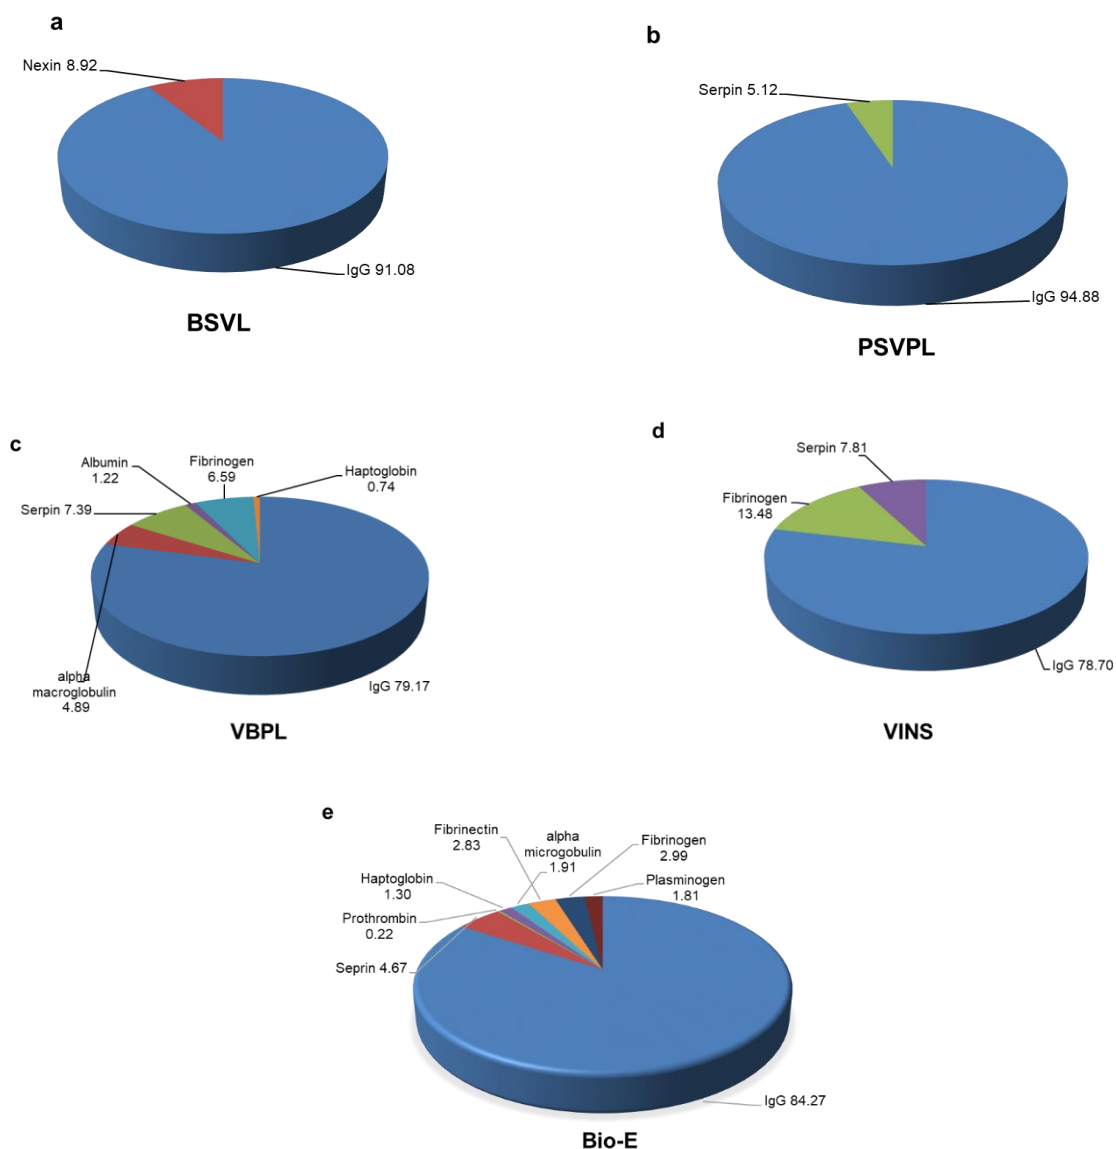 a
Nexin 8.92
IgG 91.08
BSVL
b
Serpin 5.12
IgG 94.88
PSVPL
c
Albumin
1.22
Fibrinogen
6.59
Haptoglobin
0.74
Serpin 7.39
alpha
macroglobulin
4.89
IgG 79.17
VBPL
d
Serpin 7.81
Fibrinogen
13.48
IgG 78.70
VINS
e
Fibrinectin
2.83
alpha
microgobulin
1.91
Fibrinogen
2.99
Haptoglobin
1.30
Plasminogen
1.81
Prothrombin
0.22
Seprin 4.67
IgG 84.27
Bio-E